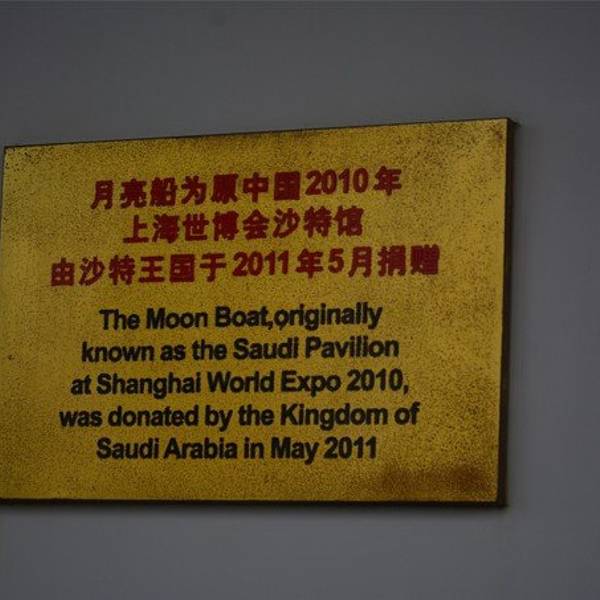 月亮船为原中国2010年
上海世博会沙特馆
由沙特王国于2011年5月捐赠
The Moon Boat,originally
known as the Saudi Pavilion
at Shanghai World Expo 2010,
was donated by the Kingdom of
Saudi Arabia in May 2011